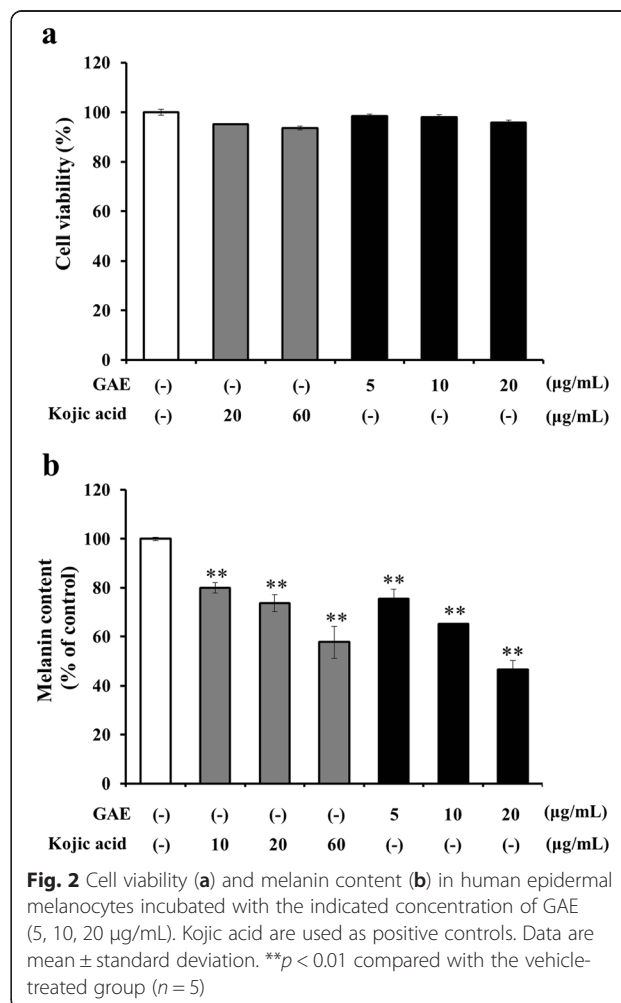 a
120
100
80
60
40
20
0
Cell viability (%)
GAE (-) (-) (-) 5 10 20 (µg/mL)
Kojic acid (-) 20 60 (-) (-) (-) (µg/mL)
b
120
100
80
60
40
20
0
Melanin content
(% of control)
** ** ** ** ** **
GAE (-) (-) (-) (-) 5 10 20 (µg/mL)
Kojic acid (-) 10 20 60 (-) (-) (-) (µg/mL)
Fig. 2 Cell viability (a) and melanin content (b) in human epidermal
melanocytes incubated with the indicated concentration of GAE
(5, 10, 20 µg/mL). Kojic acid are used as positive controls. Data are
mean ± standard deviation. **p < 0.01 compared with the vehicle-
treated group (n = 5)